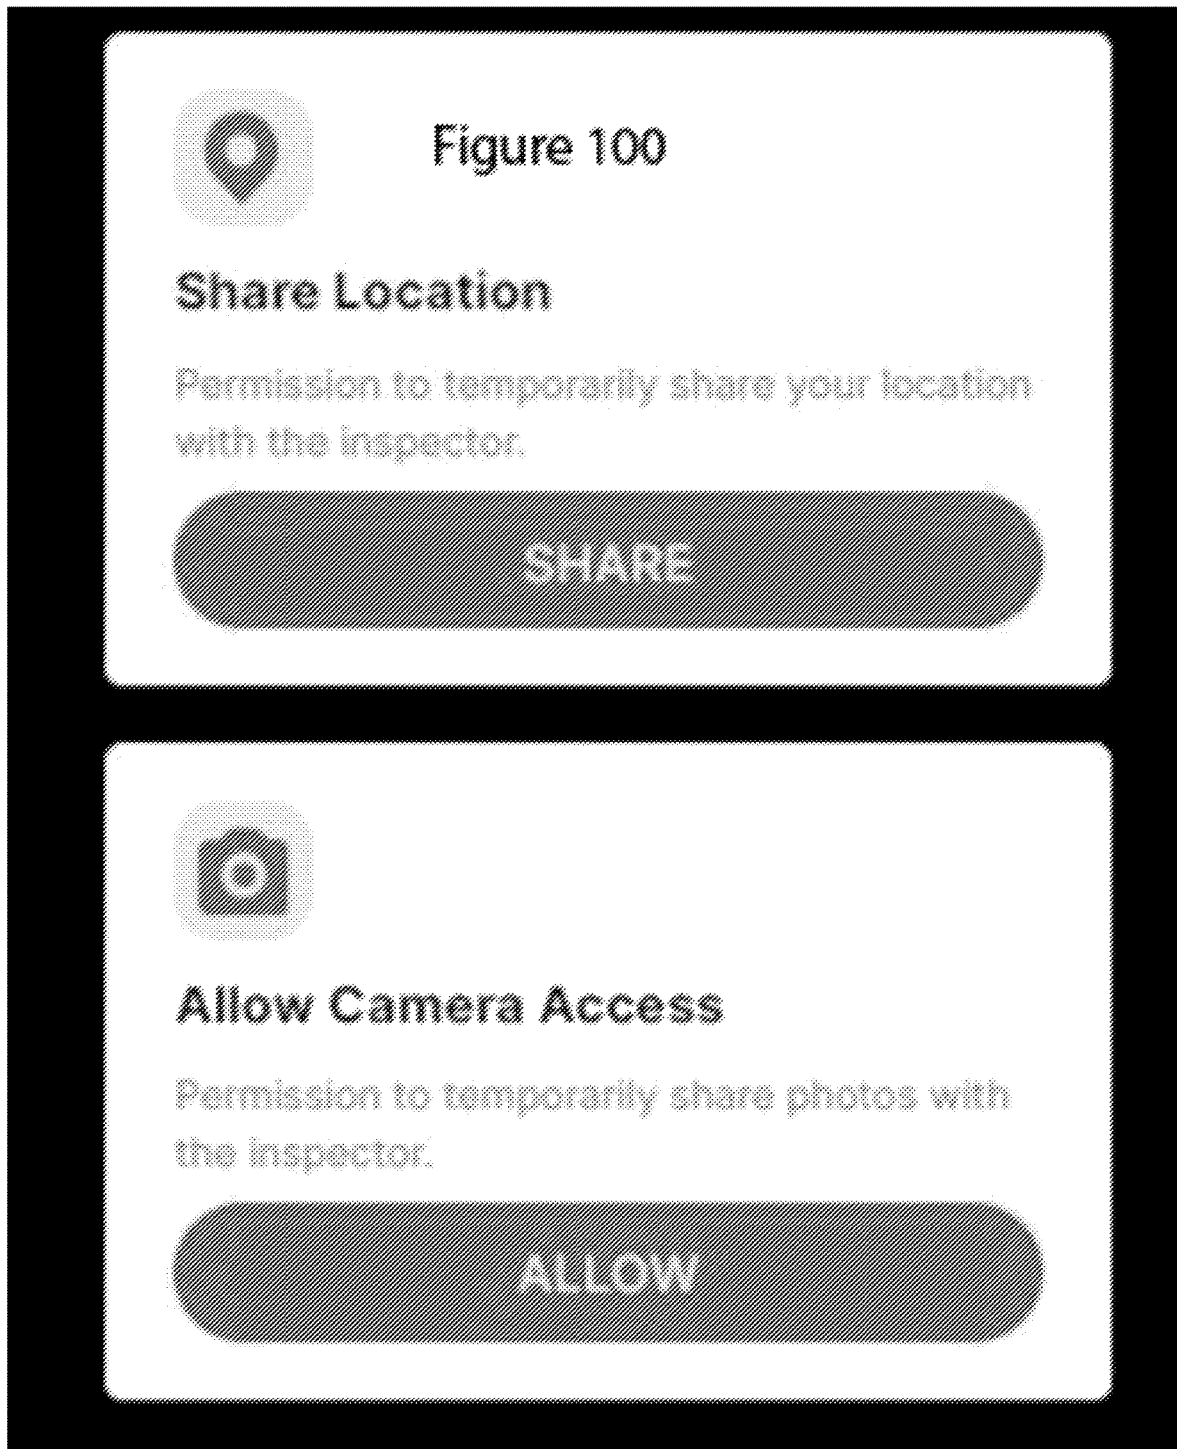 Figure 100
Share Location
Permission to temporarily share your location
with the inspector.
SHARE
Allow Camera Access
Permission to temporarily share photos with
the inspector.
ALLOW